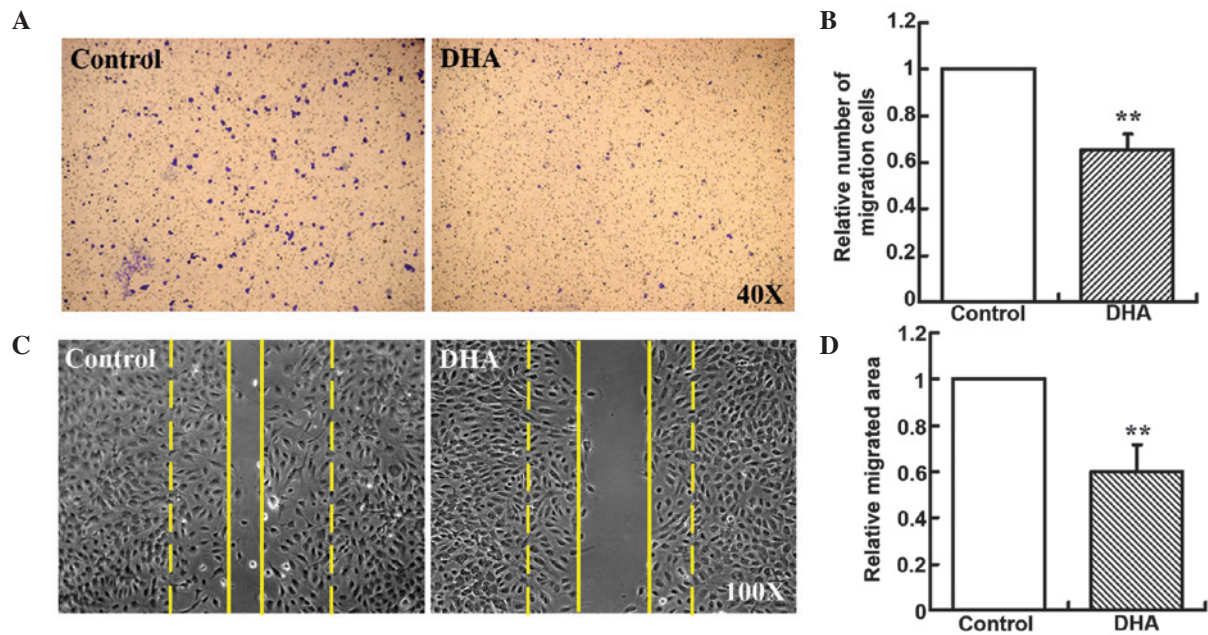 A
Control
DHA
40X
B
Relative number of
migration cells
1.2
1
0.8
0.6
0.4
0.2
0
**
Control
DHA
C
Control
DHA
100X
D
Relative migrated area
1.2
1
0.8
0.6
0.4
0.2
0
**
Control
DHA